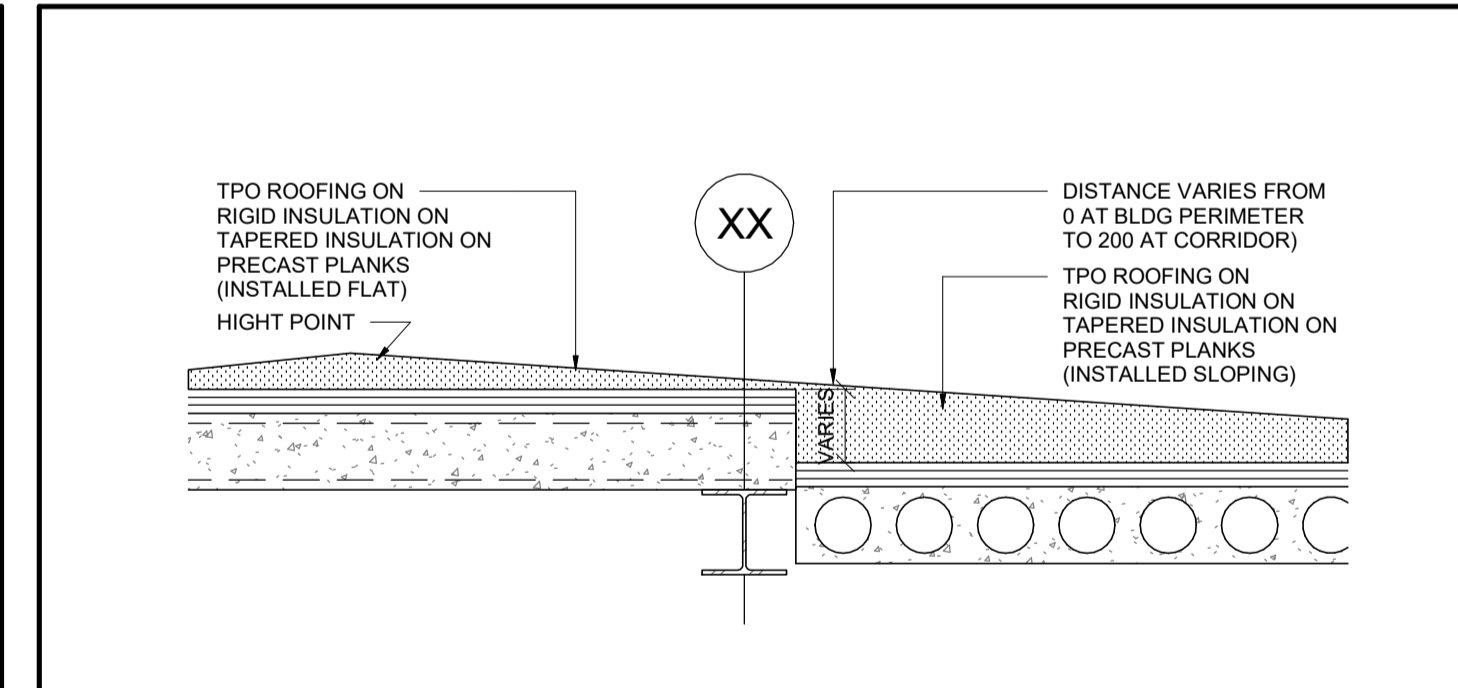 TPO ROOFING ON
RIGID INSULATION ON
TAPERED INSULATION ON
PRECAST PLANKS
(INSTALLED FLAT)
HIGHT POINT
XX
DISTANCE VARIES FROM
0 AT BLDG PERIMETER
TO 200 AT CORRIDOR)
TPO ROOFING ON
RIGID INSULATION ON
TAPERED INSULATION ON
PRECAST PLANKS
(INSTALLED SLOPING)
VARIES